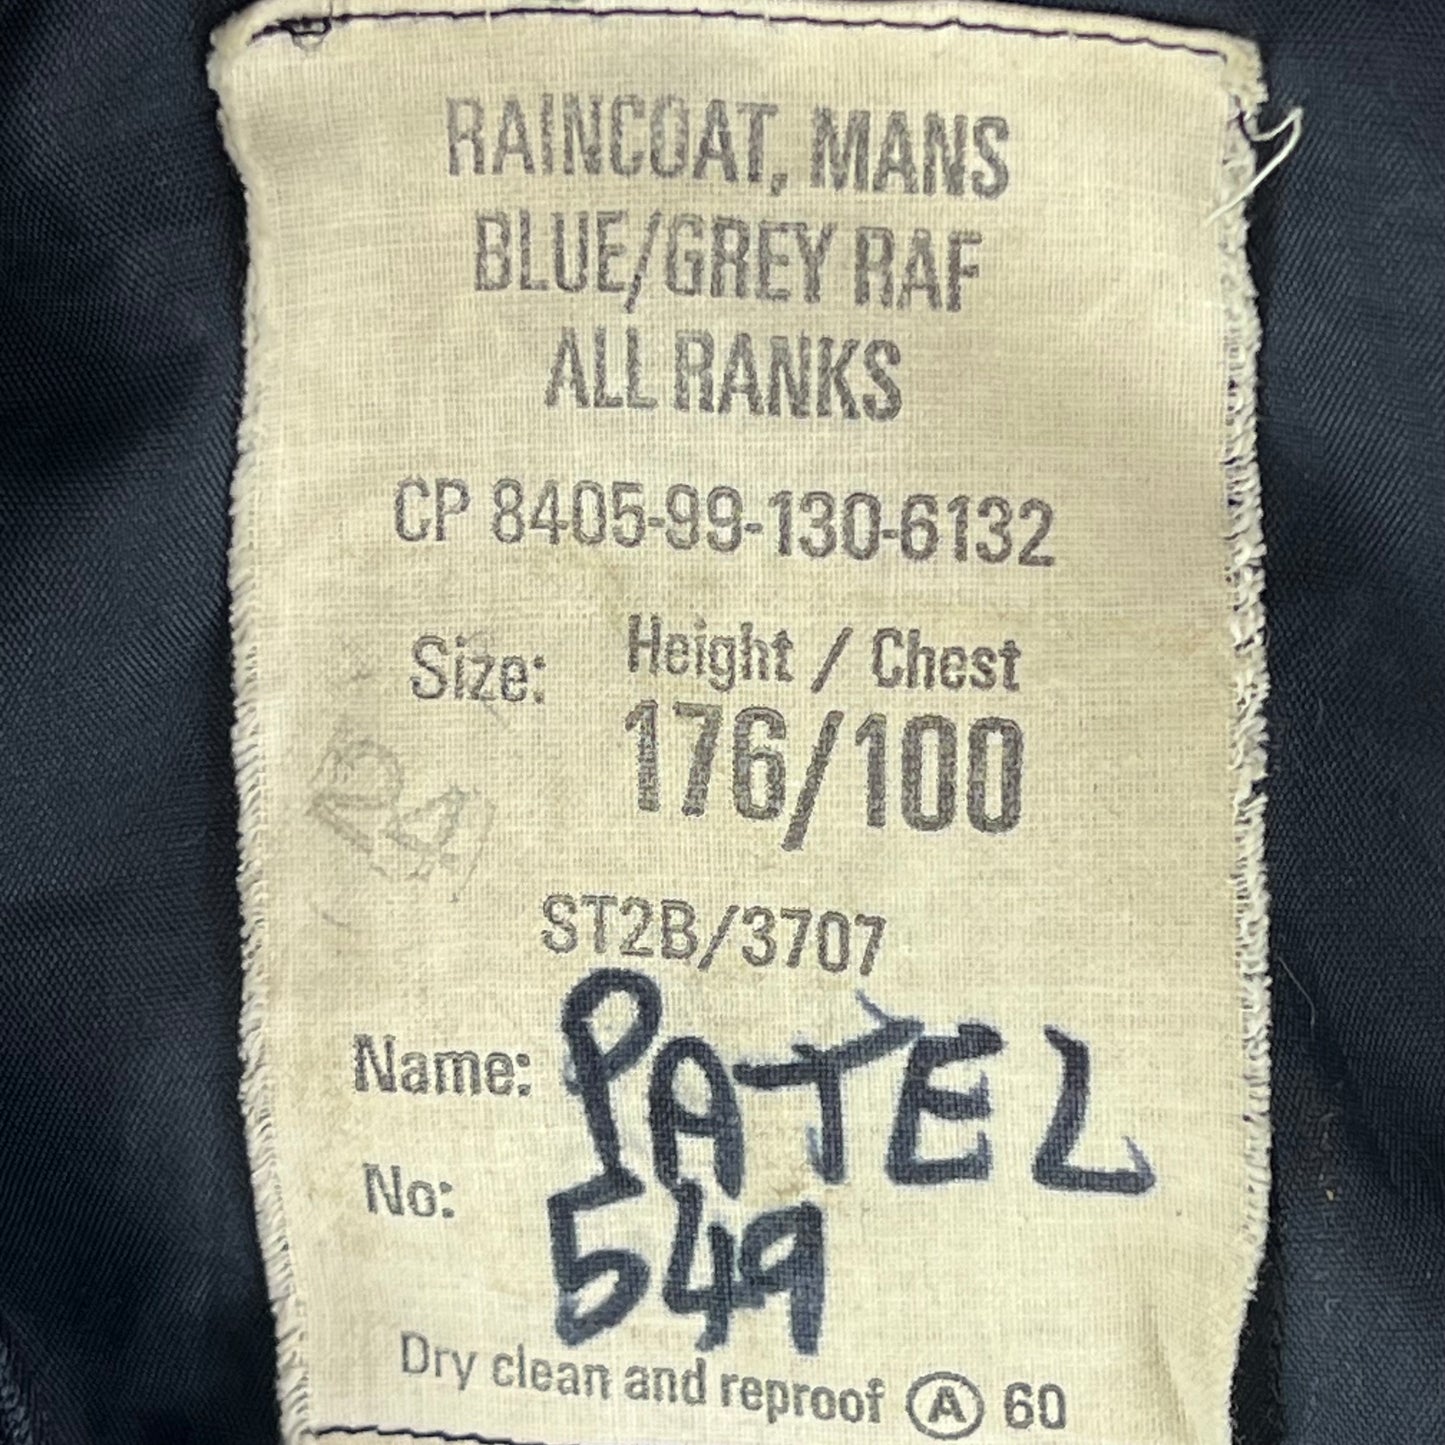 RAINCOAT, MANS
BLUE/GREY RAF
ALL RANKS
CP 8405-99-130-6132
Size: Height / Chest
176/100
24
ST2B/3707
Name: PATEL
No: 549
Dry clean and reproof Ⓐ 60